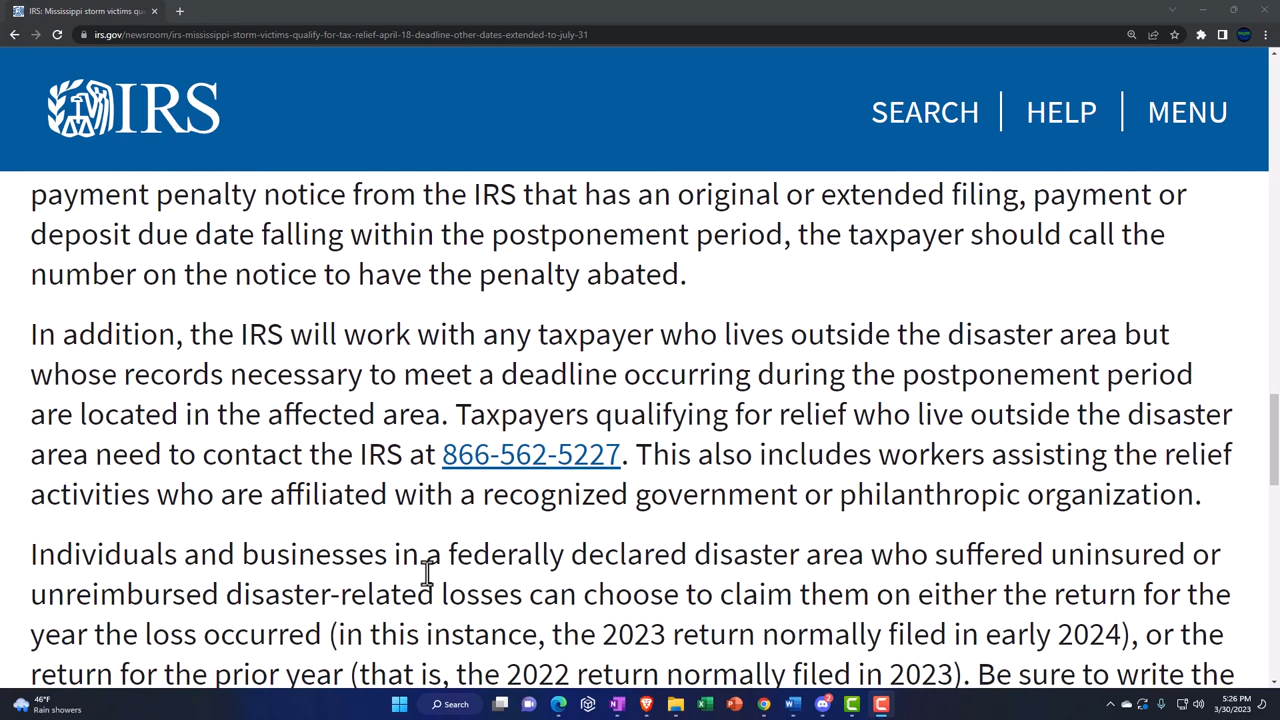 IRS: Mississippi storm victims qu
irs.gov/newsroom/irs-mississippi-storm-victims-qualify-for-tax-relief-april-18-deadline-other-dates-extended-to-july-31
IRS
SEARCH
HELP
MENU
payment penalty notice from the IRS that has an original or extended filing, payment or
deposit due date falling within the postponement period, the taxpayer should call the
number on the notice to have the penalty abated.
In addition, the IRS will work with any taxpayer who lives outside the disaster area but
whose records necessary to meet a deadline occurring during the postponement period
are located in the affected area. Taxpayers qualifying for relief who live outside the disaster
area need to contact the IRS at 866-562-5227. This also includes workers assisting the relief
activities who are affiliated with a recognized government or philanthropic organization.
Individuals and businesses in a federally declared disaster area who suffered uninsured or
unreimbursed disaster-related losses can choose to claim them on either the return for the
year the loss occurred (in this instance, the 2023 return normally filed in early 2024), or the
return for the prior year (that is, the 2022 return normally filed in 2023). Be sure to write the
46°F
Rain showers
Search
2
5:26 PM
3/30/2023